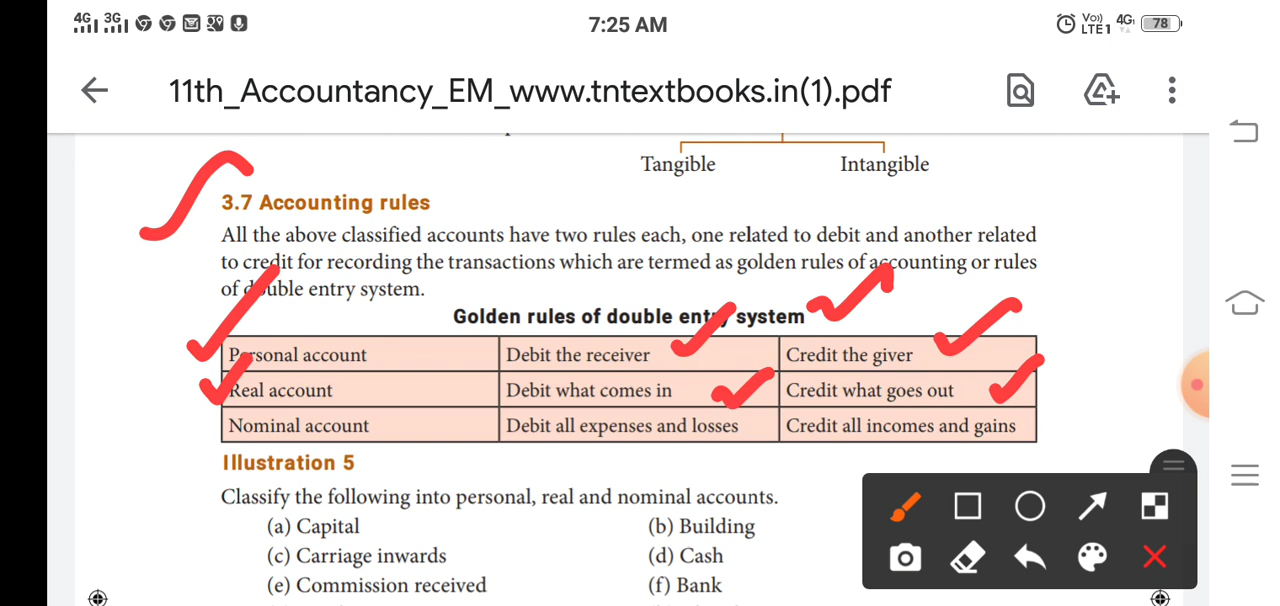 4G 3G 7:25 AM Vo) LTE1 4G 78
11th_Accountancy_EM_www.tntextbooks.in(1).pdf
Tangible Intangible
3.7 Accounting rules
All the above classified accounts have two rules each, one related to debit and another related
to credit for recording the transactions which are termed as golden rules of accounting or rules
of double entry system.
Golden rules of double entry system
Personal account Debit the receiver Credit the giver
Real account Debit what comes in Credit what goes out
Nominal account Debit all expenses and losses Credit all incomes and gains
Illustration 5
Classify the following into personal, real and nominal accounts.
(a) Capital (b) Building
(c) Carriage inwards (d) Cash
(e) Commission received (f) Bank